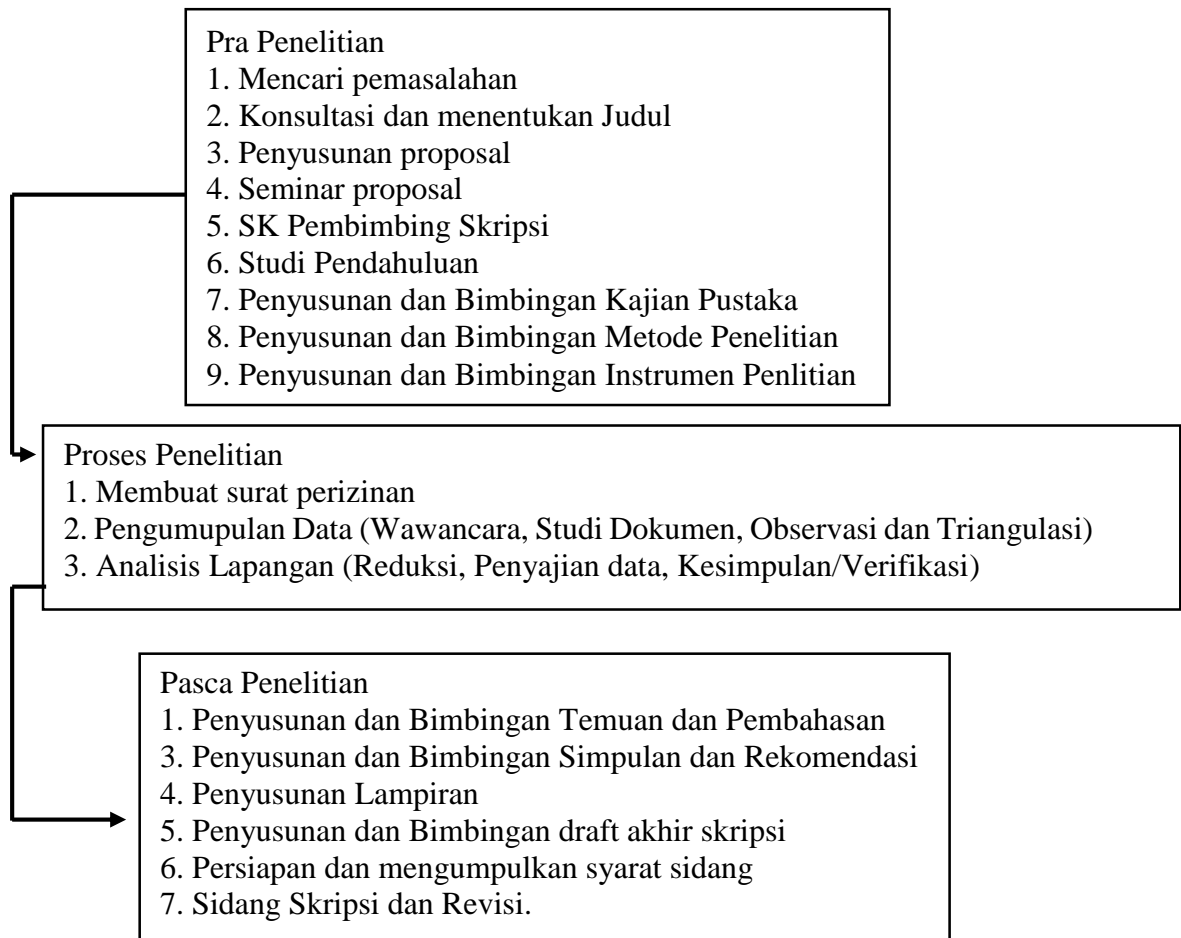 Pra Penelitian
1. Mencari pemasalahan
2. Konsultasi dan menentukan Judul
3. Penyusunan proposal
4. Seminar proposal
5. SK Pembimbing Skripsi
6. Studi Pendahuluan
7. Penyusunan dan Bimbingan Kajian Pustaka
8. Penyusunan dan Bimbingan Metode Penelitian
9. Penyusunan dan Bimbingan Instrumen Penlitian
Proses Penelitian
1. Membuat surat perizinan
2. Pengumupulan Data (Wawancara, Studi Dokumen, Observasi dan Triangulasi)
3. Analisis Lapangan (Reduksi, Penyajian data, Kesimpulan/Verifikasi)
Pasca Penelitian
1. Penyusunan dan Bimbingan Temuan dan Pembahasan
3. Penyusunan dan Bimbingan Simpulan dan Rekomendasi
4. Penyusunan Lampiran
5. Penyusunan dan Bimbingan draft akhir skripsi
6. Persiapan dan mengumpulkan syarat sidang
7. Sidang Skripsi dan Revisi.